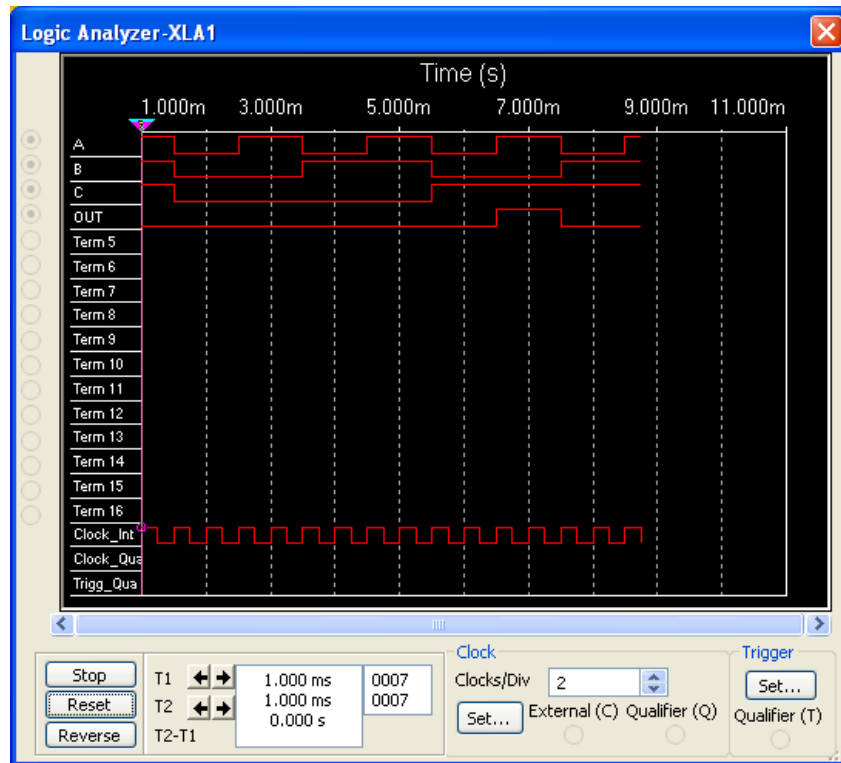 Logic Analyzer-XLA1
Time (s)
1.000m 3.000m 5.000m 7.000m 9.000m 11.000m
A
B
C
OUT
Term 5
Term 6
Term 7
Term 8
Term 9
Term 10
Term 11
Term 12
Term 13
Term 14
Term 15
Term 16
Clock_Int
Clock_Qua
Trigg_Qua
Stop
Reset
Reverse
T1 1.000 ms 0007
T2 1.000 ms 0007
T2-T1 0.000 s
Clock
Clocks/Div 2
Set... External (C) Qualifier (Q)
Trigger
Set...
Qualifier (T)